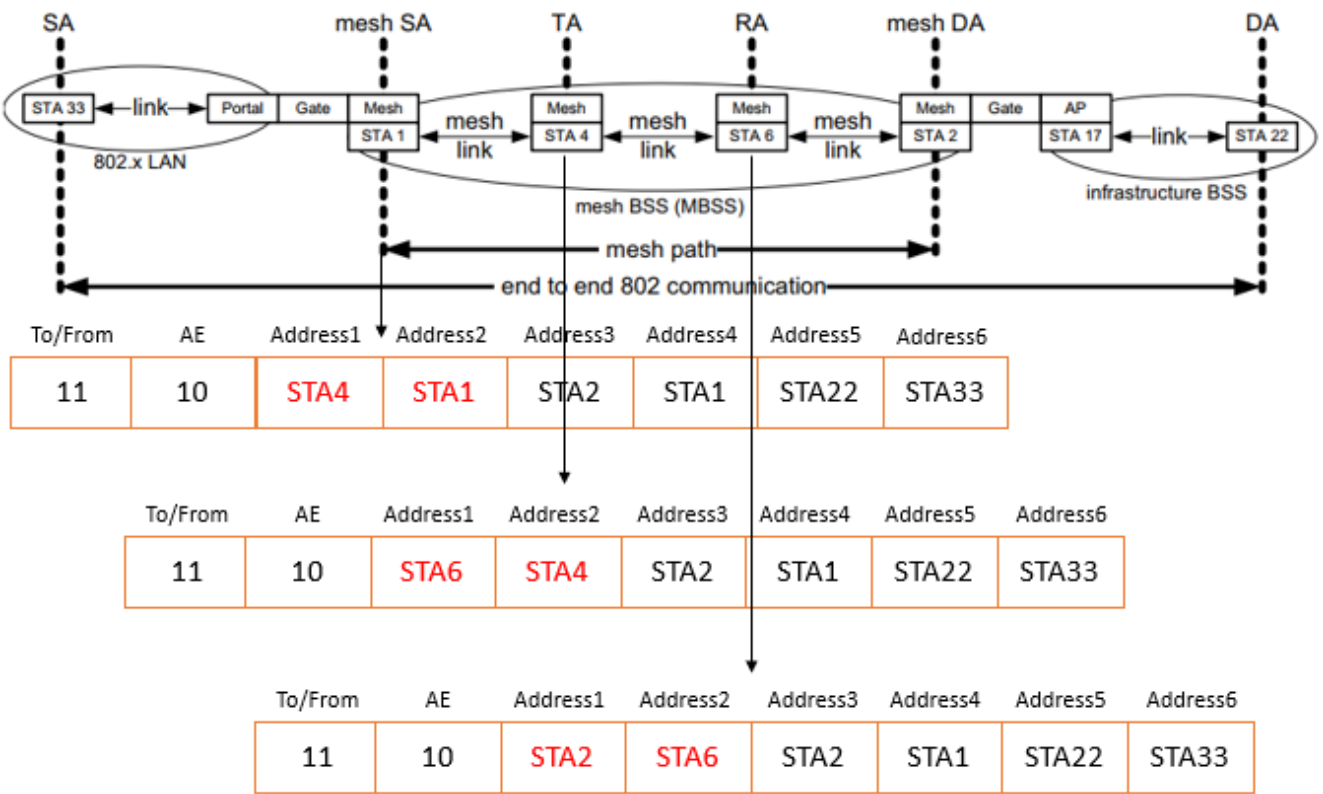 SA mesh SA TA RA mesh DA DA
STA 33 link Portal Gate Mesh Mesh Mesh Mesh Gate AP
STA 1 mesh link STA 4 mesh link STA 6 mesh link STA 2 STA 17 link STA 22
802.x LAN
mesh BSS (MBSS)
infrastructure BSS
mesh path
end to end 802 communication
To/From AE Address1 Address2 Address3 Address4 Address5 Address6
11 10 STA4 STA1 STA2 STA1 STA22 STA33
To/From AE Address1 Address2 Address3 Address4 Address5 Address6
11 10 STA6 STA4 STA2 STA1 STA22 STA33
To/From AE Address1 Address2 Address3 Address4 Address5 Address6
11 10 STA2 STA6 STA2 STA1 STA22 STA33